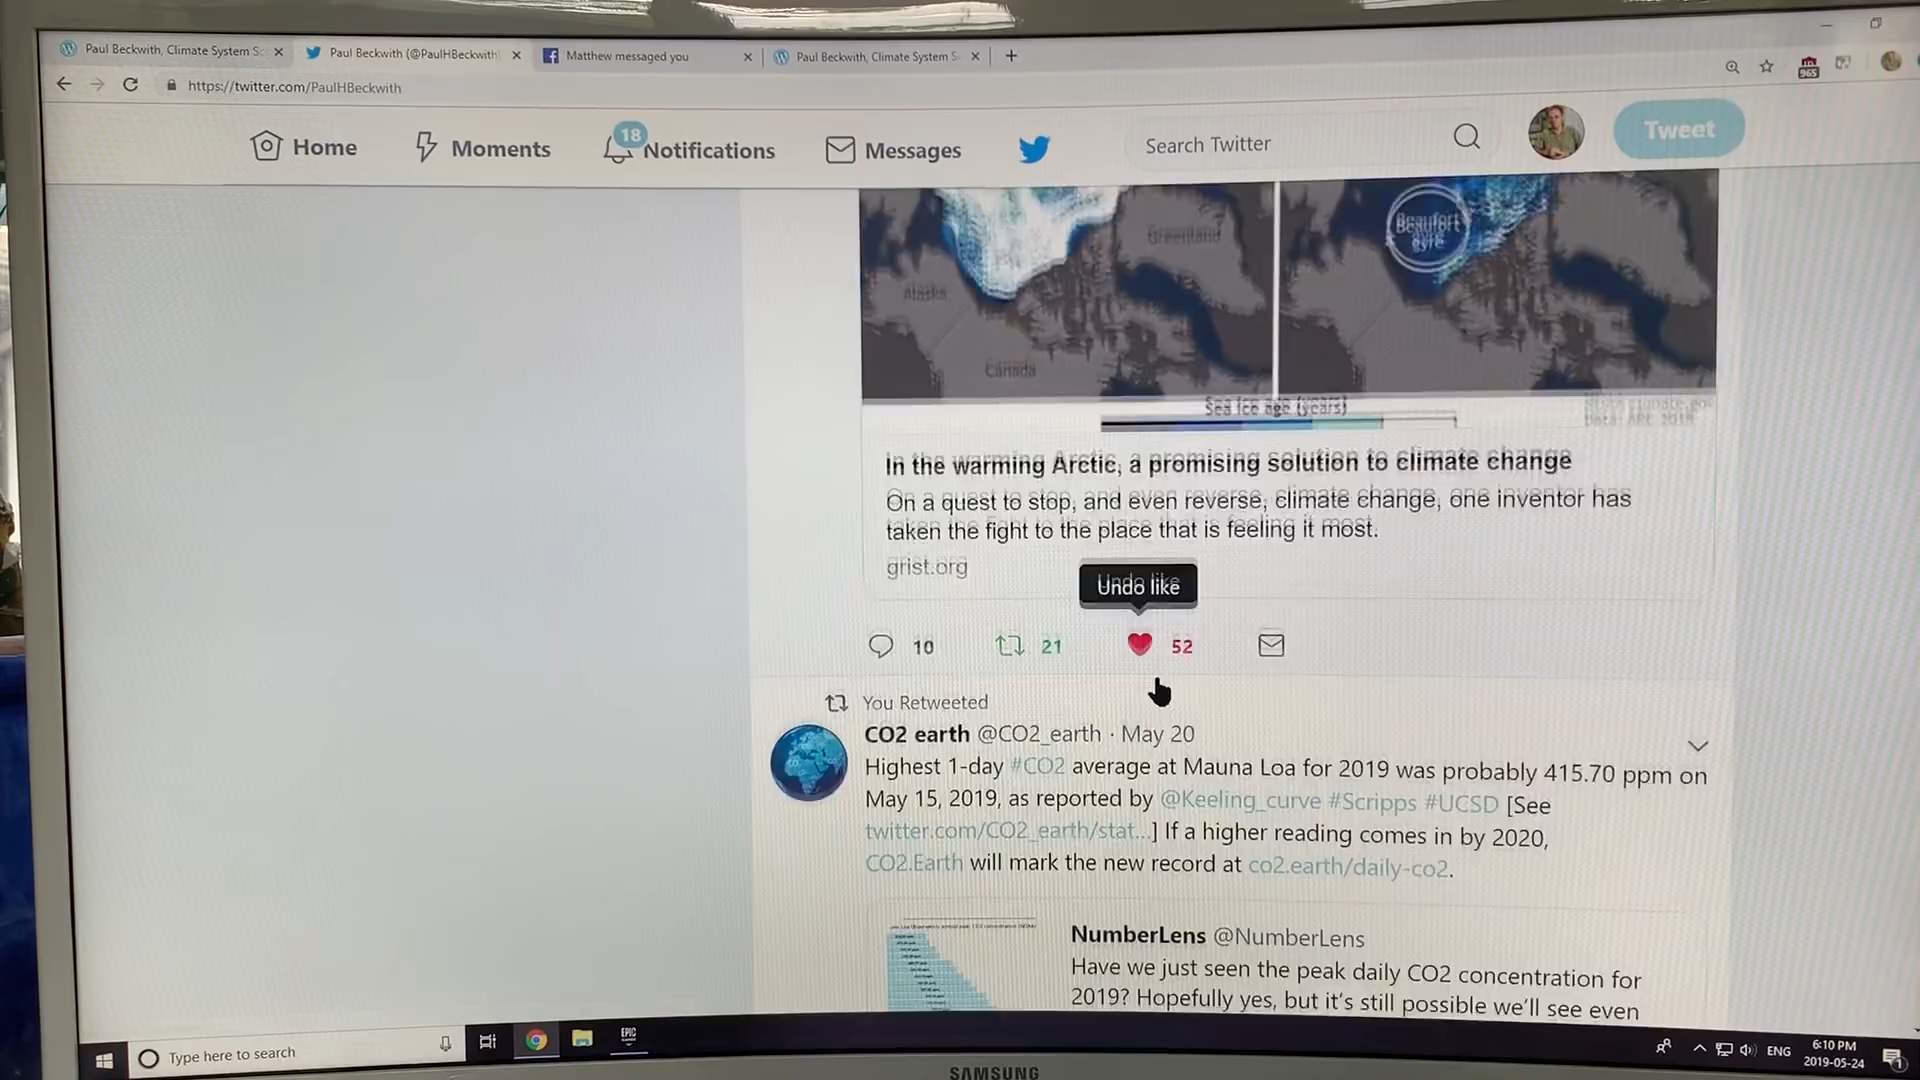 Paul Beckwith, Climate System S
Paul Beckwith (@PaulHBeckwith
Matthew messaged you
Paul Beckwith, Climate System S
https://twitter.com/PaulHBeckwith
965
Home
Moments
18
Notifications
Messages
Search Twitter
Tweet
Greenland
Alaska
Canada
Beaufort
Gyre
Sea ice age (years)
In the warming Arctic, a promising solution to climate change
On a quest to stop, and even reverse, climate change, one inventor has
taken the fight to the place that is feeling it most.
grist.org
Undo like
10
21
52
You Retweeted
CO2 earth @CO2_earth · May 20
Highest 1-day #CO2 average at Mauna Loa for 2019 was probably 415.70 ppm on
May 15, 2019, as reported by @Keeling_curve #Scripps #UCSD [See
twitter.com/CO2_earth/stat...] If a higher reading comes in by 2020,
CO2.Earth will mark the new record at co2.earth/daily-co2.
NumberLens @NumberLens
Have we just seen the peak daily CO2 concentration for
2019? Hopefully yes, but it's still possible we'll see even
Type here to search
EPIC
ENG
6:10 PM
2019-05-24
1
SAMSUNG